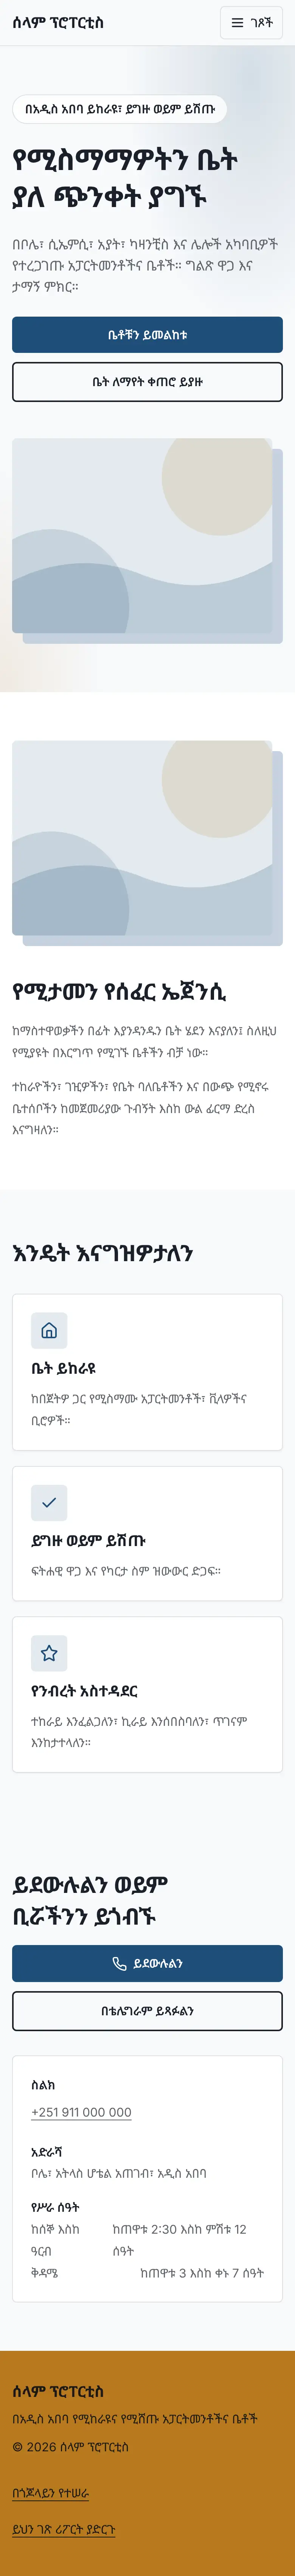 ሰላም ፕሮፐርቲስ
ገጾች
በአዲስ አበባ ይከራዩ፣ ይግዙ ወይም ይሽጡ
የሚስማማዎትን ቤት
ያለ ጭንቀት ያግኙ
በቦሌ፣ ሲኤምሲ፣ አያት፣ ካዛንቺስ እና ሌሎች አካባቢዎች
የተረጋገጡ አፓርትመንቶችና ቤቶች። ግልጽ ዋጋ እና
ታማኝ ምክር።
ቤቶቹን ይመልከቱ
ቤት ለማየት ቀጠሮ ይያዙ
የሚታመን የሰፈር ኤጀንሲ
ከማስተዋወቃችን በፊት እያንዳንዱን ቤት ሄደን እናያለን፤ ስለዚህ
የሚያዩት በእርግጥ የሚገኙ ቤቶችን ብቻ ነው።
ተከራዮችን፣ ገዢዎችን፣ የቤት ባለቤቶችን እና በውጭ የሚኖሩ
ቤተሰቦችን ከመጀመሪያው ጉብኝት እስከ ውል ፊርማ ድረስ
እናግዛለን።
እንዴት እናግዝዎታለን
ቤት ይከራዩ
ከበጀትዎ ጋር የሚስማሙ አፓርትመንቶች፣ ቪላዎችና
ቢሮዎች።
ይግዙ ወይም ይሽጡ
ፍትሐዊ ዋጋ እና የካርታ ስም ዝውውር ድጋፍ።
የንብረት አስተዳደር
ተከራይ እንፈልጋለን፣ ኪራይ እንሰበስባለን፣ ጥገናም
እንከታተላለን።
ይደውሉልን ወይም
ቢሯችንን ይጎብኙ
ይደውሉልን
በቴሌግራም ይጻፉልን
ስልክ
+251 911 000 000
አድራሻ
ቦሌ፣ አትላስ ሆቴል አጠገብ፣ አዲስ አበባ
የሥራ ሰዓት
ከሰኞ እስከ ከጠዋቱ 2:30 እስከ ምሽቱ 12
ዓርብ ሰዓት
ቅዳሜ ከጠዋቱ 3 እስከ ቀኑ 7 ሰዓት
ሰላም ፕሮፐርቲስ
በአዲስ አበባ የሚከራዩና የሚሸጡ አፓርትመንቶችና ቤቶች
© 2026 ሰላም ፕሮፐርቲስ
በጎጆላይን የተሠራ
ይህን ገጽ ሪፖርት ያድርጉ